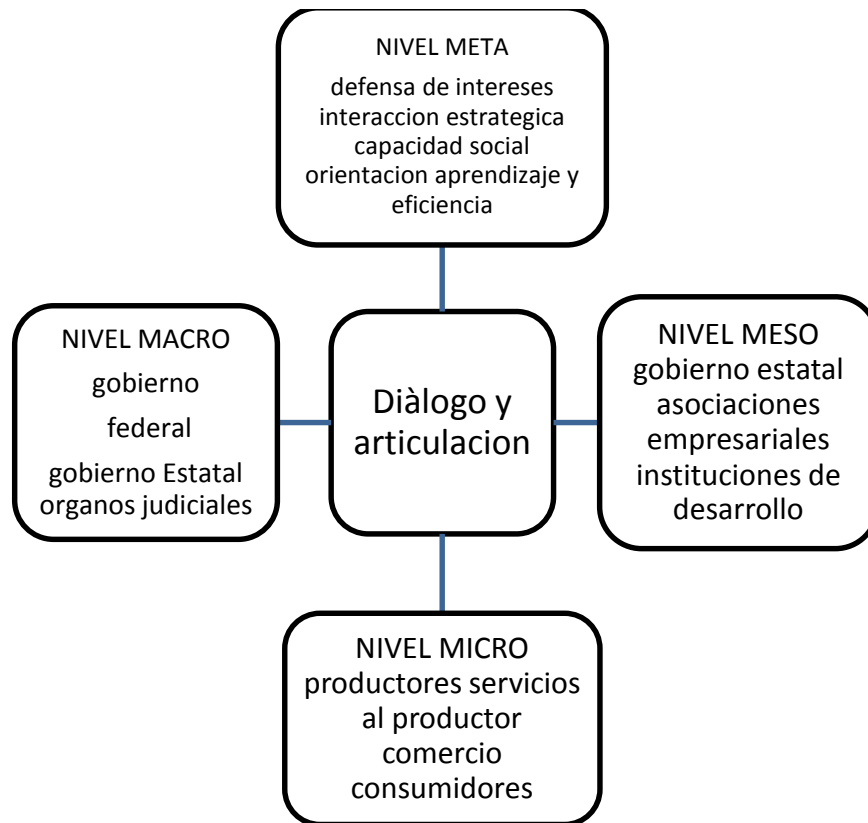 NIVEL META
defensa de intereses
interaccion estrategica
capacidad social
orientacion aprendizaje y
eficiencia
NIVEL MACRO
gobierno
federal
gobierno Estatal
organos judiciales
Diàlogo y
articulacion
NIVEL MESO
gobierno estatal
asociaciones
empresariales
instituciones de
desarrollo
NIVEL MICRO
productores servicios
al productor
comercio
consumidores